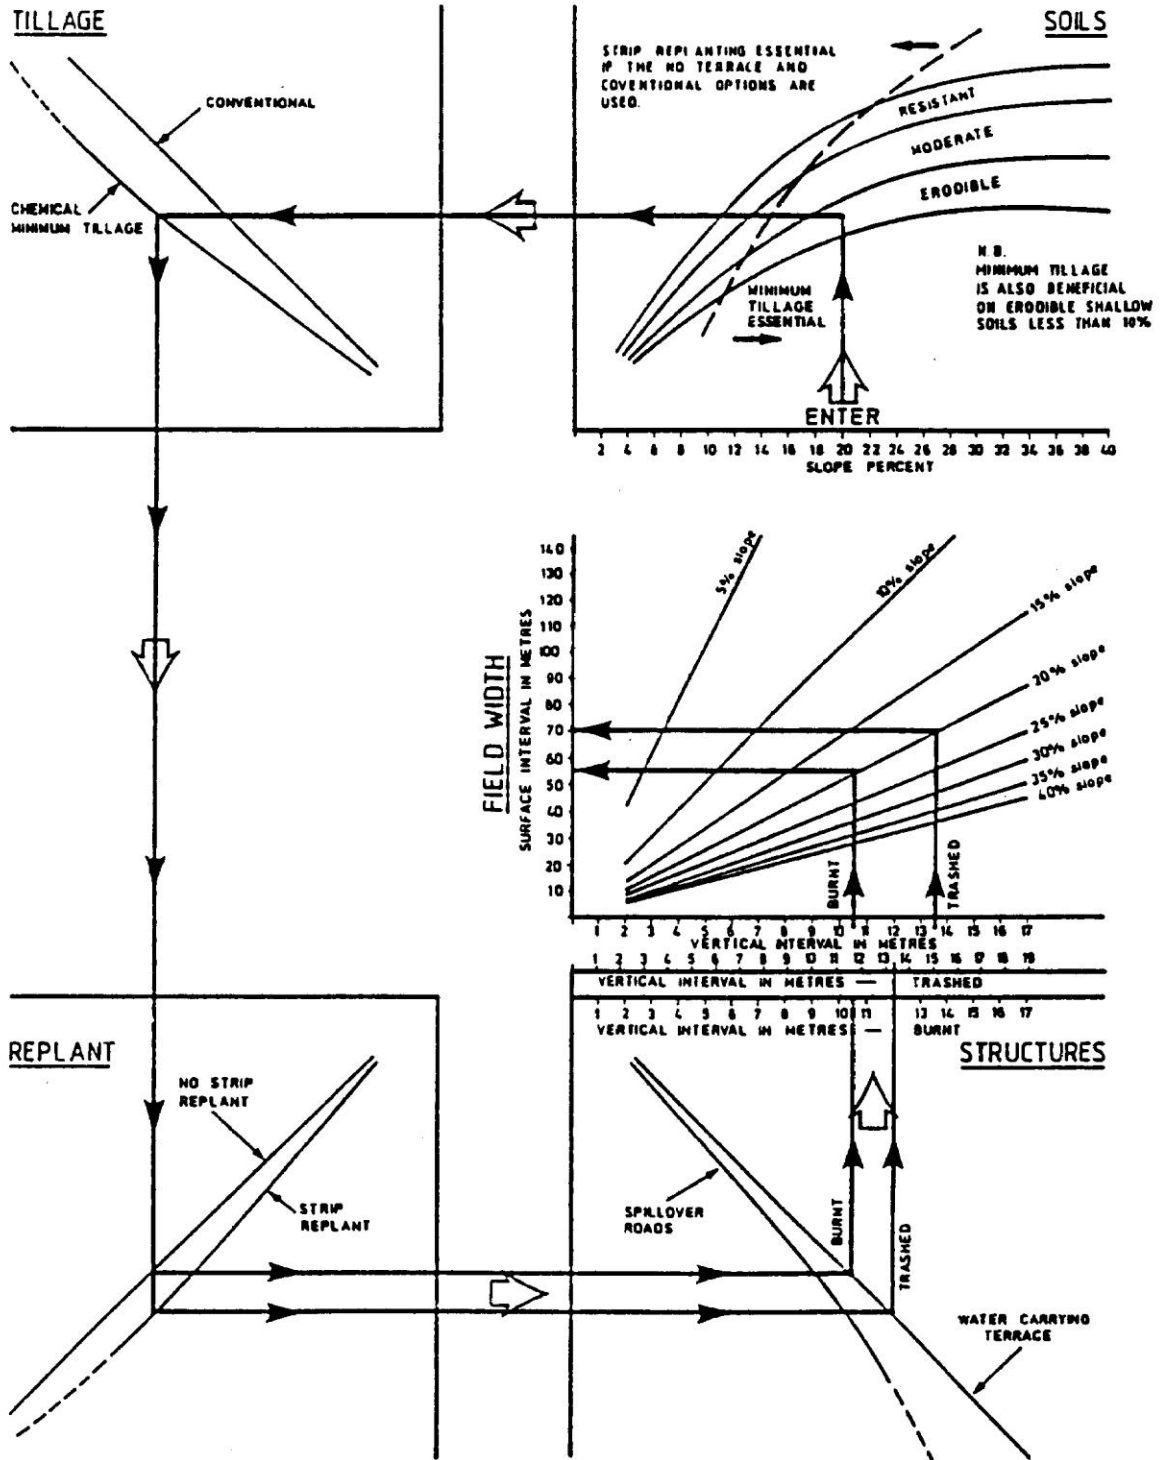 TILLAGE
CONVENTIONAL
CHEMICAL
MINIMUM TILLAGE
SOILS
STRIP REPLANTING ESSENTIAL
IF THE NO TERRACE AND
COVENTIONAL OPTIONS ARE
USED.
RESISTANT
MODERATE
ERODIBLE
N.B.
MINIMUM TILLAGE
IS ALSO BENEFICIAL
ON ERODIBLE SHALLOW
SOILS LESS THAN 10%
MINIMUM
TILLAGE
ESSENTIAL
ENTER
2 4 6 8 10 12 14 16 18 20 22 24 26 28 30 32 34 36 38 40
SLOPE PERCENT
FIELD WIDTH
SURFACE INTERVAL IN METRES
140
130
120
110
100
90
80
70
60
50
40
30
20
10
5% slope
10% slope
15% slope
20% slope
25% slope
30% slope
35% slope
40% slope
BURNT
TRASHED
1 2 3 4 5 6 7 8 9 10 11 12 13 14 15 16 17
VERTICAL INTERVAL IN METRES
1 2 3 4 5 6 7 8 9 10 11 12 13 14 15 16 17 18 19
VERTICAL INTERVAL IN METRES — TRASHED
1 2 3 4 5 6 7 8 9 10 11 13 14 15 16 17
VERTICAL INTERVAL IN METRES — BURNT
REPLANT
NO STRIP
REPLANT
STRIP
REPLANT
STRUCTURES
SPILLOVER
ROADS
BURNT
TRASHED
WATER CARRYING
TERRACE